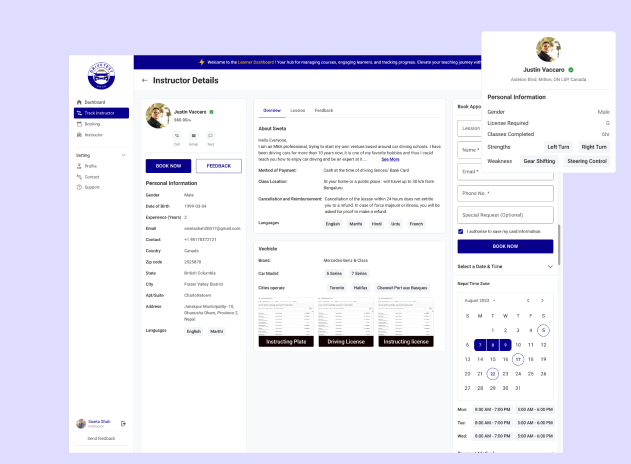 Welcome to the Learner Dashboard ! Your hub for managing courses, engaging learners, and tracking progress. Elevate your teaching journey with
← Instructor Details
Dashboard
Track Instructor
Booking
Instructor
Setting
Profile
Contact
Support
Sweta Shah
Instructor
Send feedback
Justin Vaccaro
$60.00/hr
Call
Email
Text
BOOK NOW
FEEDBACK
Personal Information
Gender Male
Date of Birth 1999-03-04
Experience (Years) 2
Email
Contact +1 95170372121
Country Canada
Zip code 2025870
State British Columbia
City Fraser Valley District
Apt/Suite Charlottetown
Address Janakpur Municipality- 10,
Dhanusha Dham, Province 2,
Nepal
Languages English Marthi
Overview Lession Feedback
About Sweta
Hello Everyone,
I am an MBA professional, trying to start my own venture based around car driving schools. I have
been driving cars for more than 10 years now, it is one of my favorite hobbies and thus I could
teach you how to enjoy car driving and be an expert at it... See More
Method of Payment: Cash at the time of driving lences/ Bank Card
Class Location: At your home or a public place : will travel up to 30 km from
Bengaluru
Cancellation and Reimbursement: Cancellation of the lession within 24 hours does not entitle
you to a refund. In case of force majeure or illness, you will be
asked for proof to make a refund.
Languages English Marthi Hindi Urdu French
Vechicle
Brand: Mercedes-Benz B-Class
Car Model: 5 Series 7 Series
Cities operate Toronto Halifax Channel-Port aux Basques
Instructing Plate
Driving License
Instructing license
Book Appo
Lession
Name *
Email *
Phone No. *
Special Request (Optional)
I authorise to save my card information.
BOOK NOW
Select a Date & Time
Nepal Time Zone
August 2023
S M T W T F S
1 2 3 4 5
6 7 8 9 10 11 12
13 14 15 16 17 18 19
20 21 22 23 24 25 26
27 28 29 30 31
Mon: 8:00 AM - 7:00 PM 5:00 AM - 6:00 PM
Tue: 8:00 AM - 7:00 PM 5:00 AM - 6:00 PM
Wed: 8:00 AM - 7:00 PM 5:00 AM - 6:00 PM
Justin Vaccaro
Adelen Blvd, Milton, ON L9R Canada
Personal Information
Gender Male
License Required G
Classes Completed 6hr
Strengths Left Turn Right Turn
Weakness Gear Shifting Steering Control